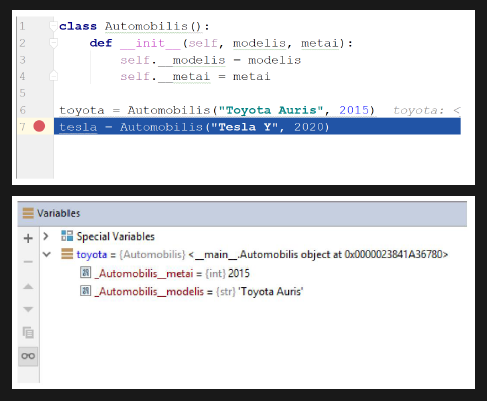 1 class Automobilis():
2 def __init__(self, modelis, metai):
3 self.__modelis = modelis
4 self.__metai = metai
5
6 toyota = Automobilis("Toyota Auris", 2015) toyota: <
7 tesla = Automobilis("Tesla Y", 2020)
Variables
Special Variables
toyota = {Automobilis} <__main__.Automobilis object at 0x0000023841A36780>
_Automobilis__metai = {int} 2015
_Automobilis__modelis = {str} 'Toyota Auris'